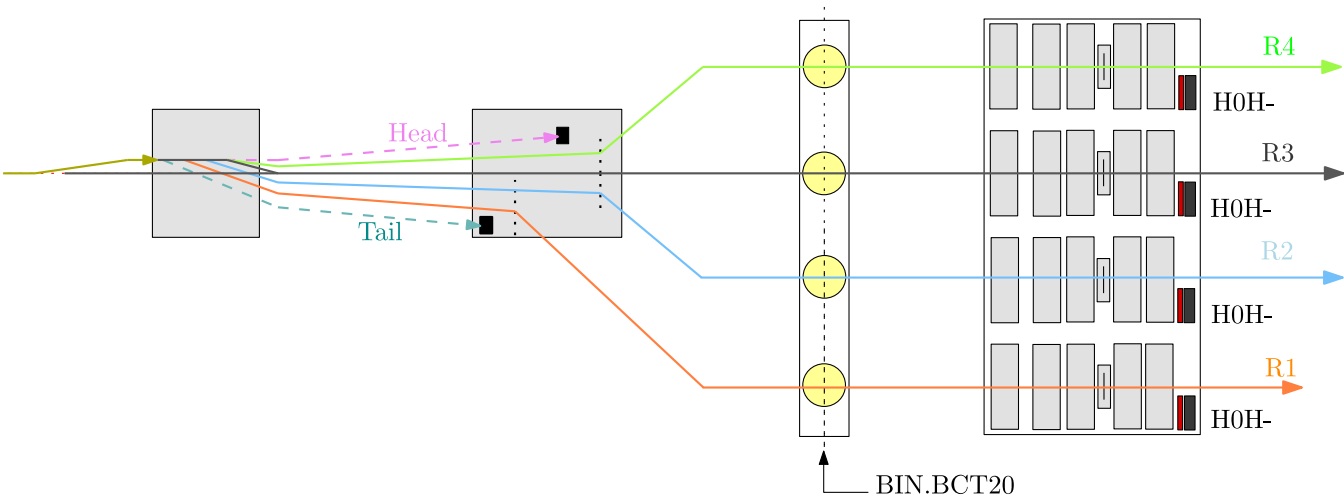 R4
H0H-
Head
R3
H0H-
Tail
R2
H0H-
R1
H0H-
BIN.BCT20